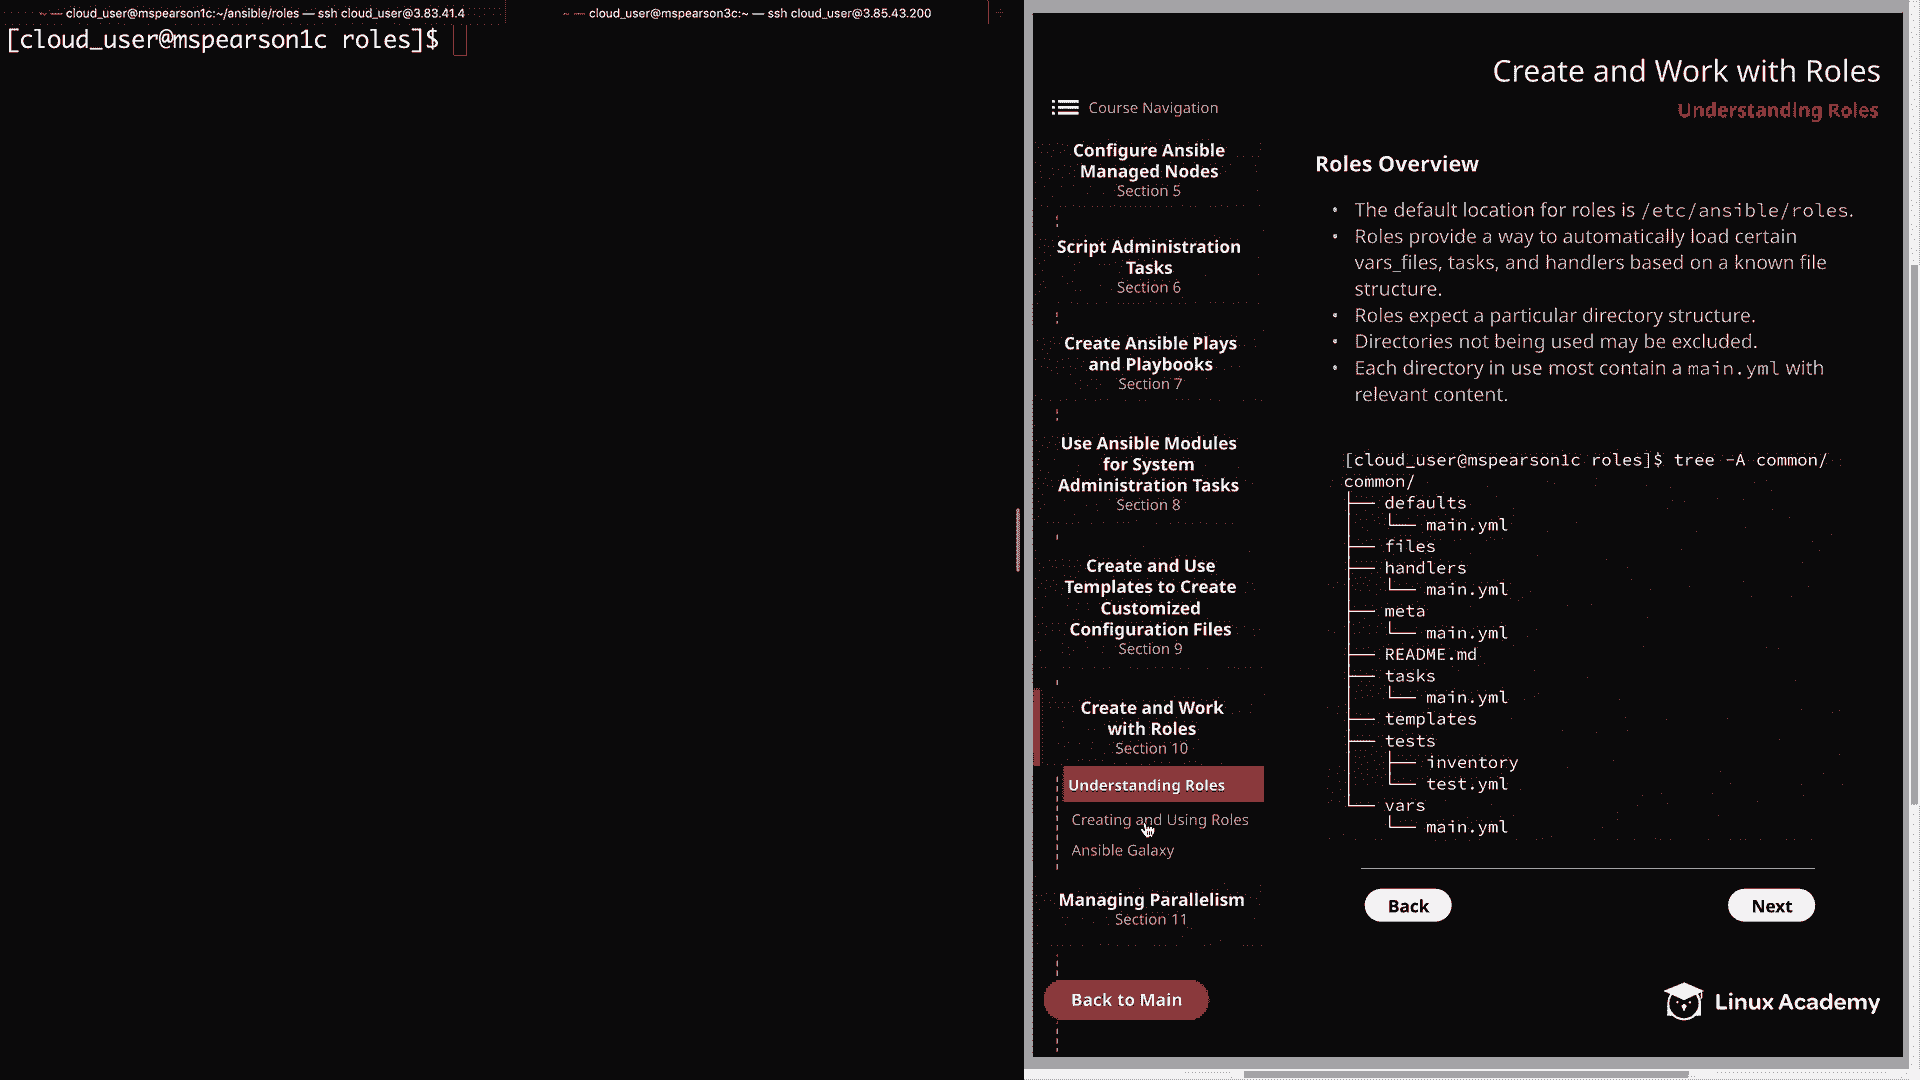 ~ — cloud_user@mspearson1c:~/ansible/roles — ssh cloud_user@3.83.41.4
~ — cloud_user@mspearson3c:~ — ssh cloud_user@3.85.43.200
[cloud_user@mspearson1c roles]$
Create and Work with Roles
Understanding Roles
Course Navigation
Configure Ansible
Managed Nodes
Section 5
Script Administration
Tasks
Section 6
Create Ansible Plays
and Playbooks
Section 7
Use Ansible Modules
for System
Administration Tasks
Section 8
Create and Use
Templates to Create
Customized
Configuration Files
Section 9
Create and Work
with Roles
Section 10
Understanding Roles
Creating and Using Roles
Ansible Galaxy
Managing Parallelism
Section 11
Back to Main
Roles Overview
• The default location for roles is /etc/ansible/roles.
• Roles provide a way to automatically load certain
vars_files, tasks, and handlers based on a known file
structure.
• Roles expect a particular directory structure.
• Directories not being used may be excluded.
• Each directory in use most contain a main.yml with
relevant content.
[cloud_user@mspearson1c roles]$ tree -A common/
common/
├── defaults
│   └── main.yml
├── files
├── handlers
│   └── main.yml
├── meta
│   └── main.yml
├── README.md
├── tasks
│   └── main.yml
├── templates
├── tests
│   ├── inventory
│   └── test.yml
└── vars
    └── main.yml
Back
Next
Linux Academy